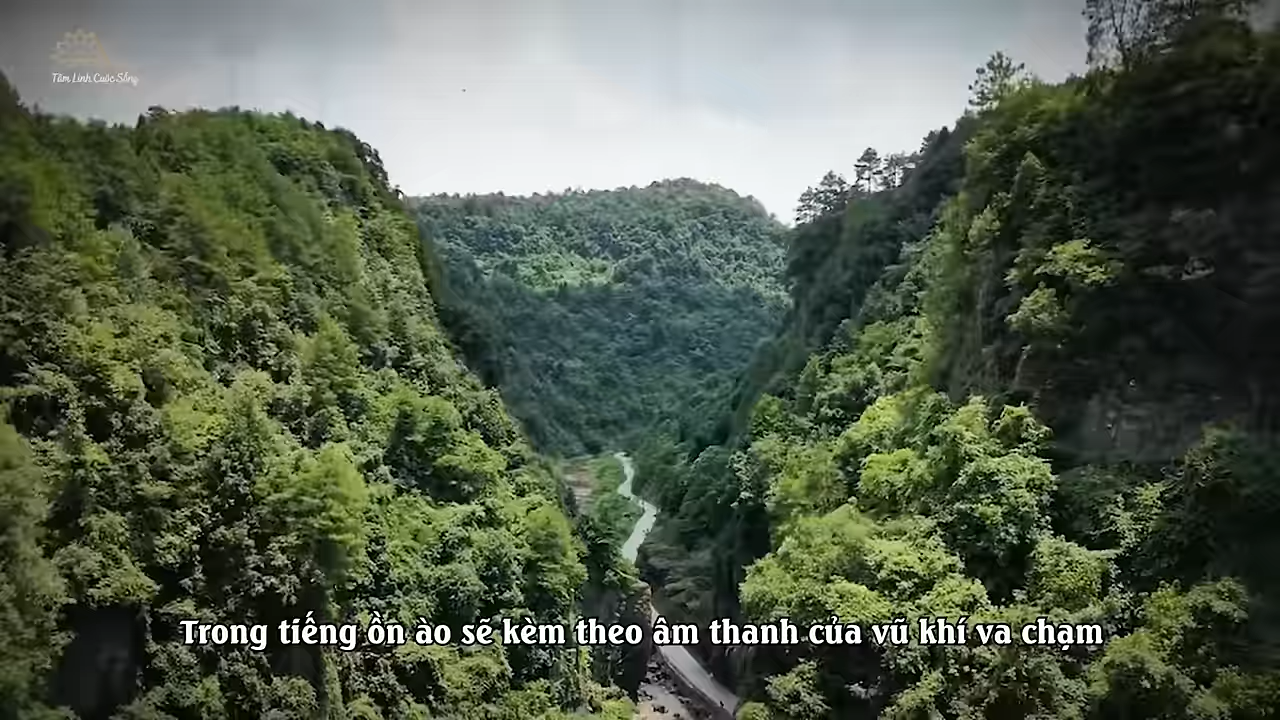 Tâm Linh Cuộc Sống
Trong tiếng ồn ào sẽ kèm theo âm thanh của vũ khí va chạm